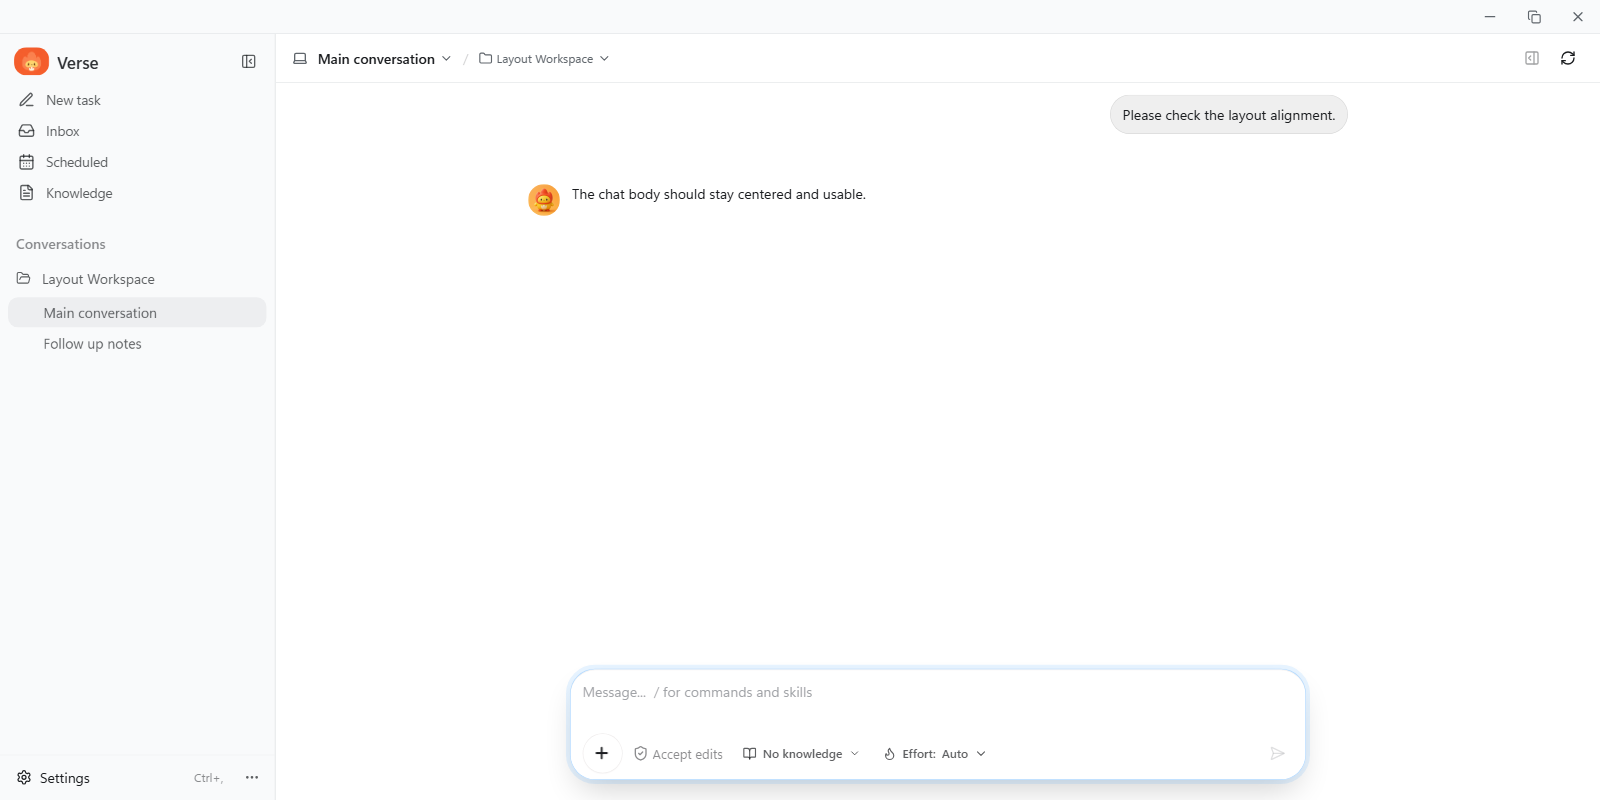 Verse
New task
Inbox
Scheduled
Knowledge
Conversations
Layout Workspace
Main conversation
Follow up notes
Settings Ctrl+,
Main conversation / Layout Workspace
Please check the layout alignment.
The chat body should stay centered and usable.
Message... / for commands and skills
Accept edits No knowledge Effort: Auto